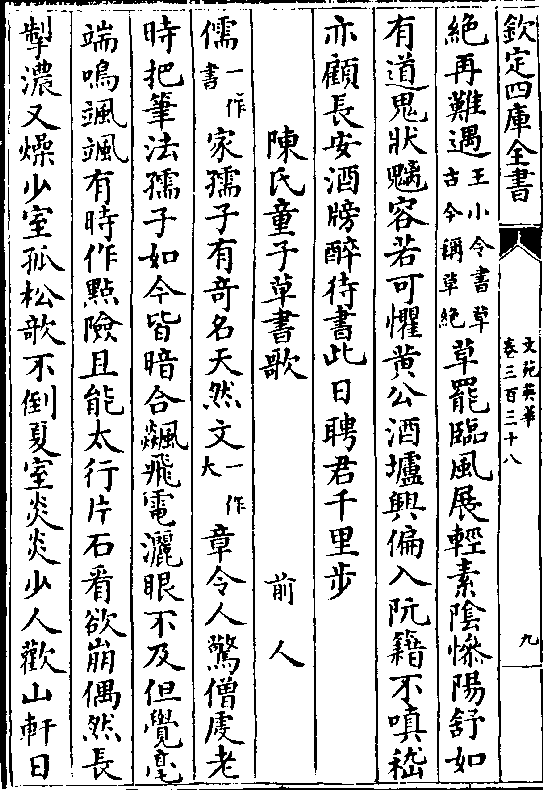 欽定四庫全書
文苑英華
卷三百三十八
九
絶再難遇王小令書草古今稱草絶草罷臨風展輕素陰慘陽舒如
有道鬼狀魑容若可懼黄公酒壚興偏入阮籍不嗔嵇
亦顧長安酒牓醉待書此日聘君千里步
陳氏童子草書歌 前人
儒一作書家孺子有竒名天然文一作大章令人驚僧虔老
時把筆法孺子如今皆暗合飈飛電灑眼不及但覺毫
端鳴颯颯有時作點險且能太行片石看欲崩偶然長
掣濃又燥少室孤松歌不倒夏室炎炎少人歡山軒日